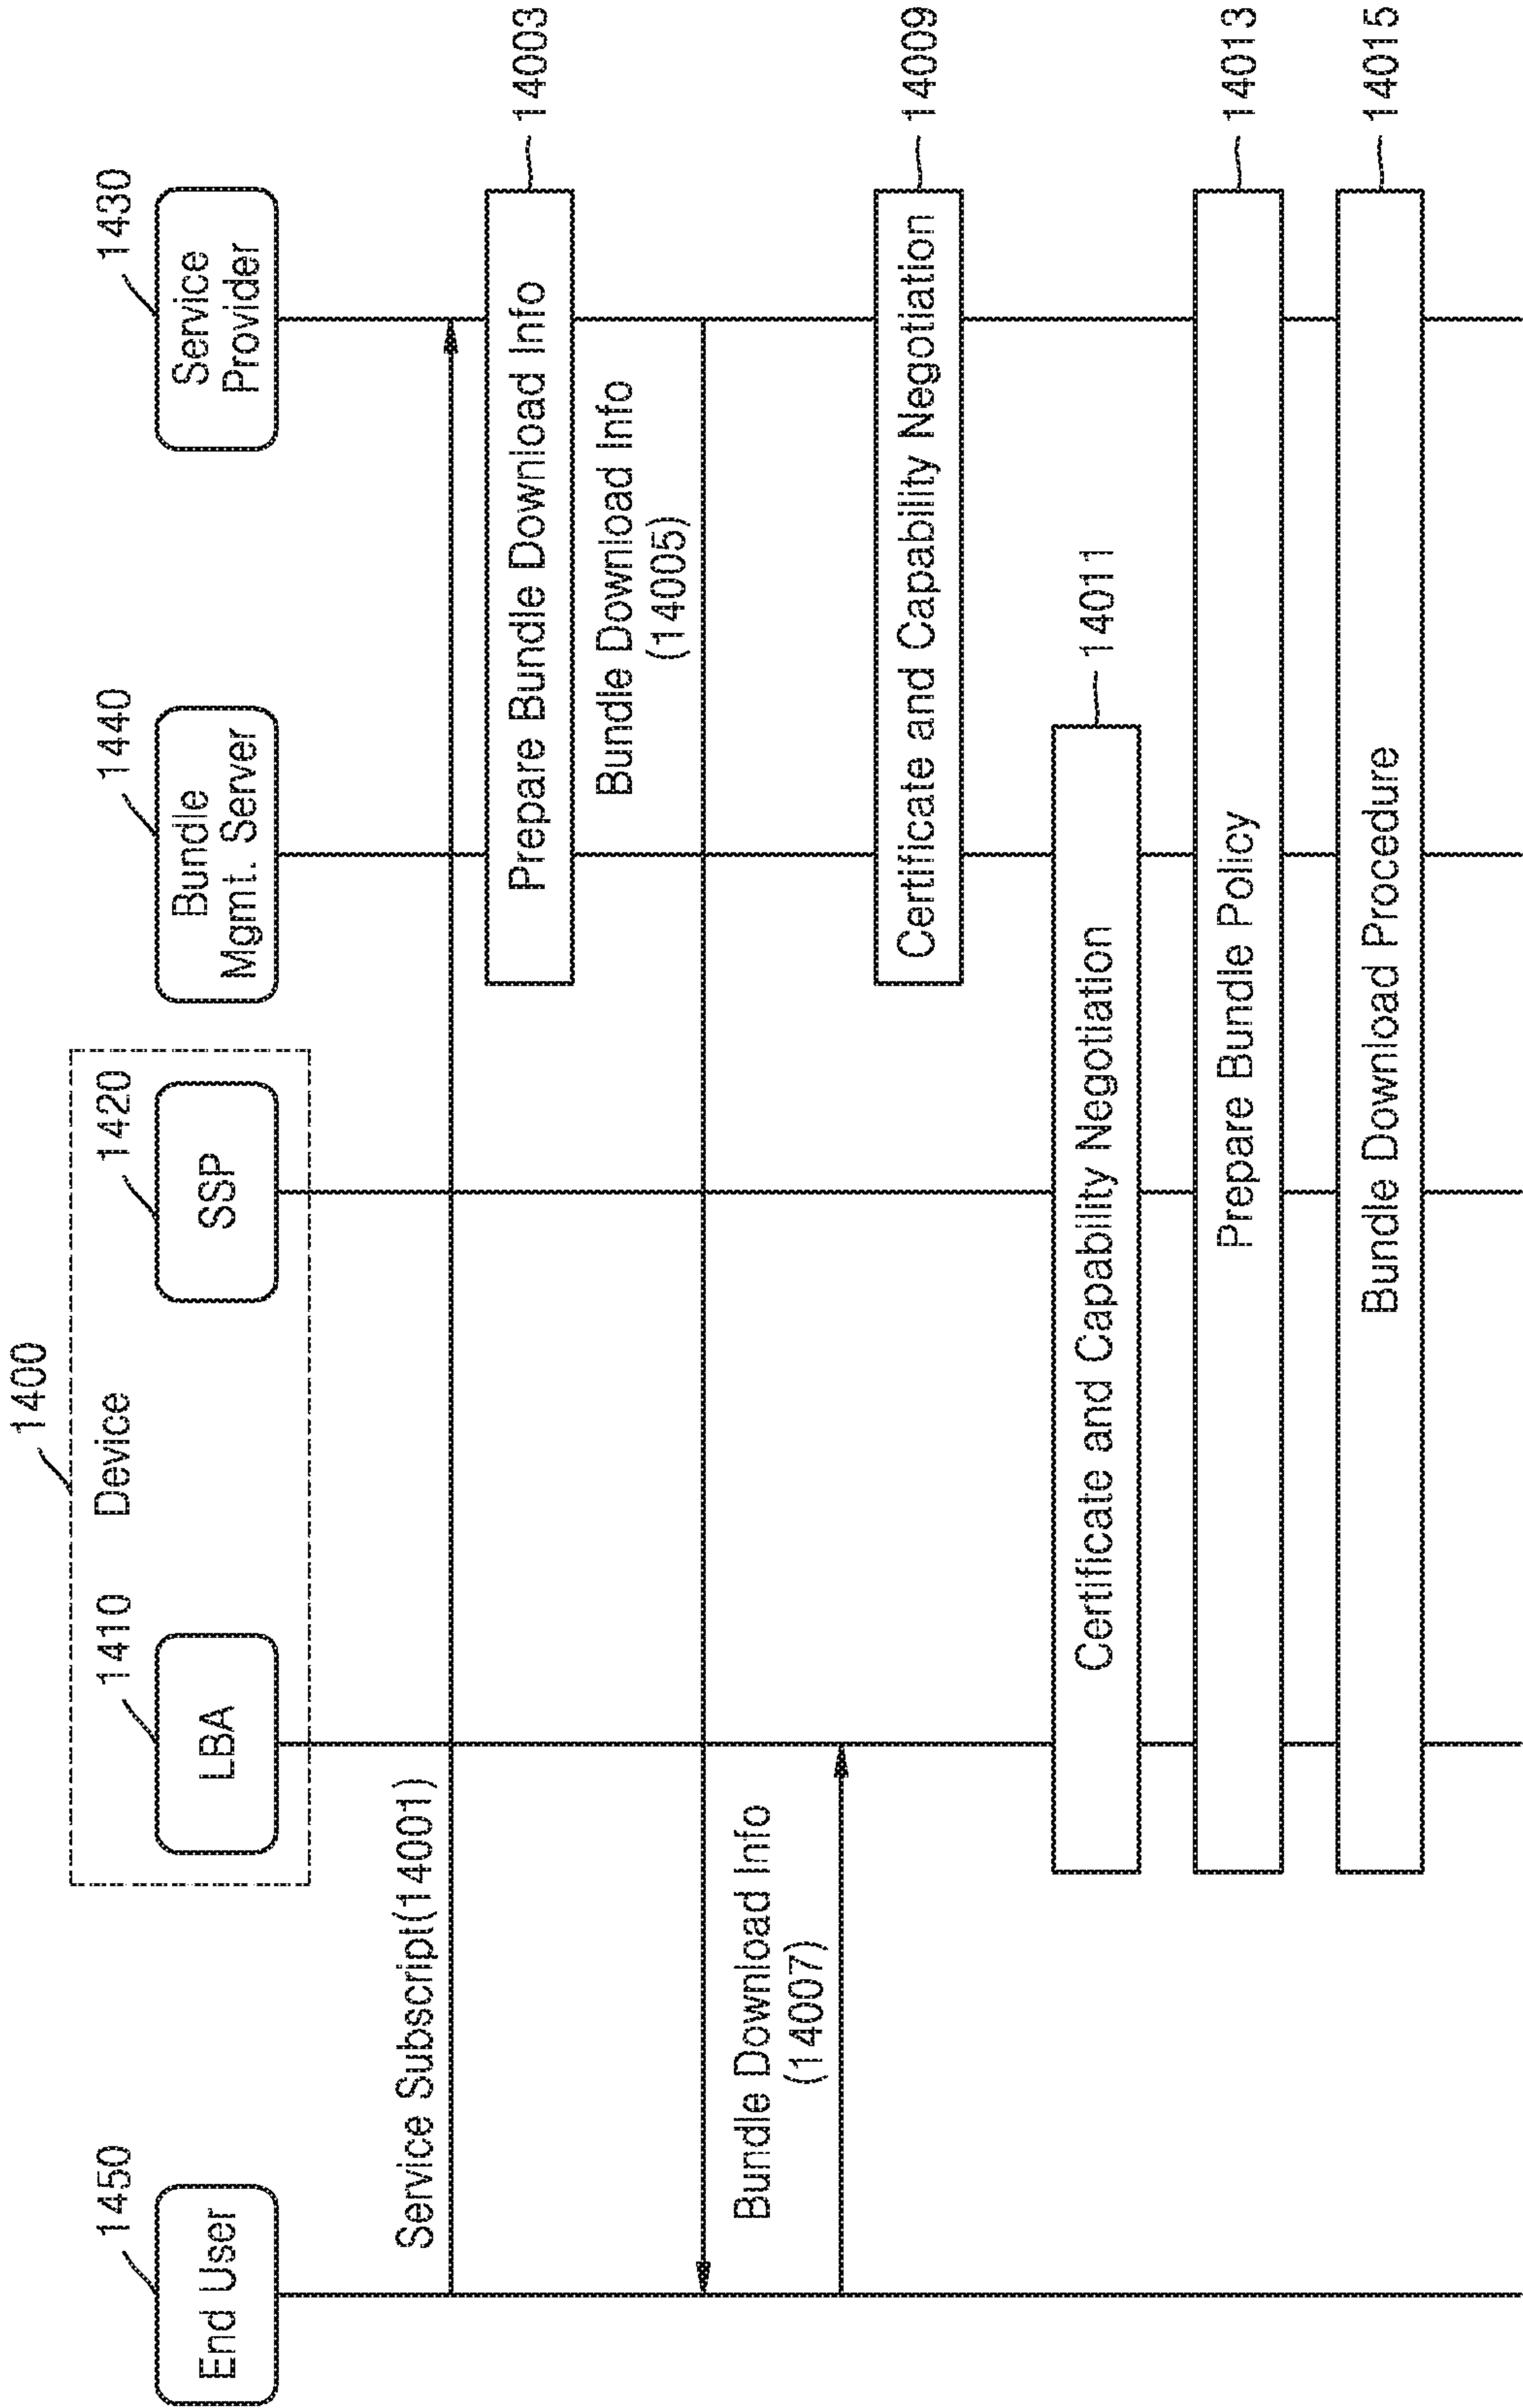 1400
1450
1410
1420
1440
1430
Device
End User
LBA
SSP
Bundle
Mgmt. Server
Service
Provider
Service Subscript(14001)
Prepare Bundle Download Info
14003
Bundle Download Info
(14005)
Bundle Download Info
(14007)
Certificate and Capability Negotiation
14009
Certificate and Capability Negotiation
14011
Prepare Bundle Policy
14013
Bundle Download Procedure
14015